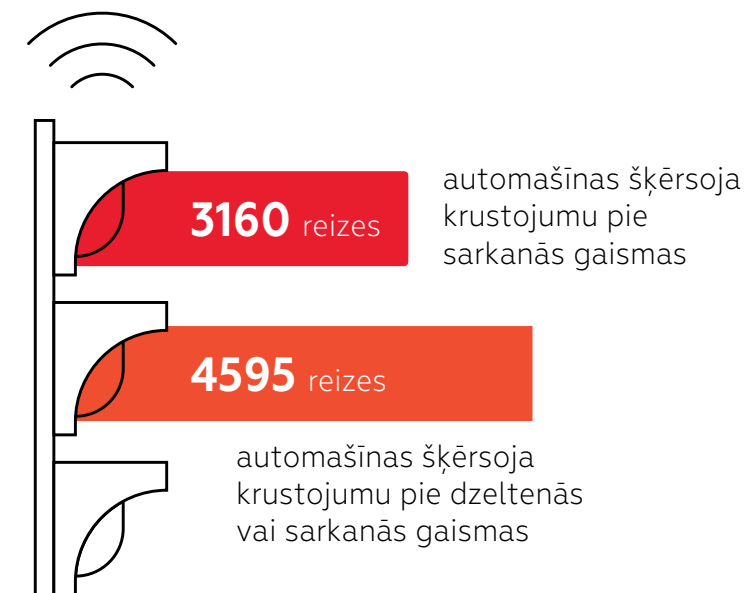 3160 reizes
automašīnas šķērsoja
krustojumu pie
sarkanās gaismas
4595 reizes
automašīnas šķērsoja
krustojumu pie dzeltenās
vai sarkanās gaismas